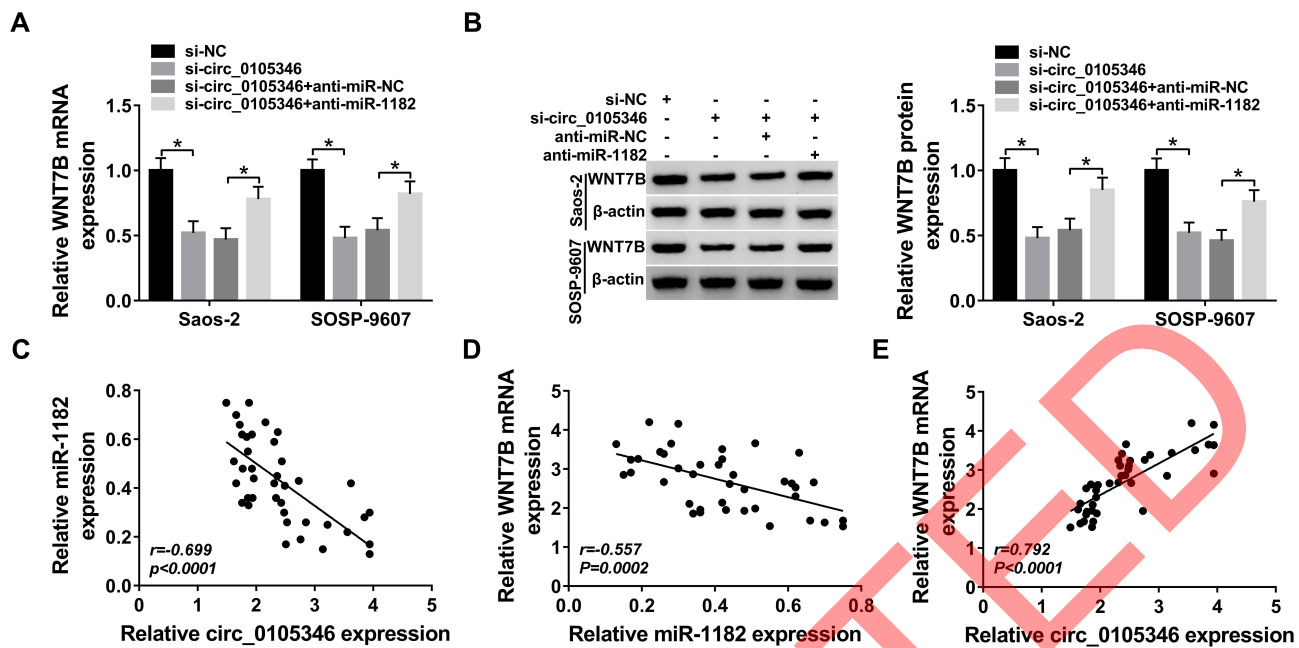 A
si-NC
si-circ_0105346
si-circ_0105346+anti-miR-NC
si-circ_0105346+anti-miR-1182
Relative WNT7B mRNA
expression
1.5
1.0
0.5
0.0
* * * *
Saos-2 SOSP-9607
B
si-NC + - - -
si-circ_0105346 - + + +
anti-miR-NC - - + -
anti-miR-1182 - - - +
Saos-2
WNT7B
β-actin
SOSP-9607
WNT7B
β-actin
si-NC
si-circ_0105346
si-circ_0105346+anti-miR-NC
si-circ_0105346+anti-miR-1182
Relative WNT7B protein
expression
1.5
1.0
0.5
0.0
* * * *
Saos-2 SOSP-9607
C
Relative miR-1182
expression
0.8
0.6
0.4
0.2
0.0
r=-0.699
p<0.0001
0 1 2 3 4 5
Relative circ_0105346 expression
D
Relative WNT7B mRNA
expression
5
4
3
2
1
0
r=-0.557
P=0.0002
0.0 0.2 0.4 0.6 0.8
Relative miR-1182 expression
E
Relative WNT7B mRNA
expression
5
4
3
2
1
0
r=0.792
P<0.0001
0 1 2 3 4 5
Relative circ_0105346 expression
TED